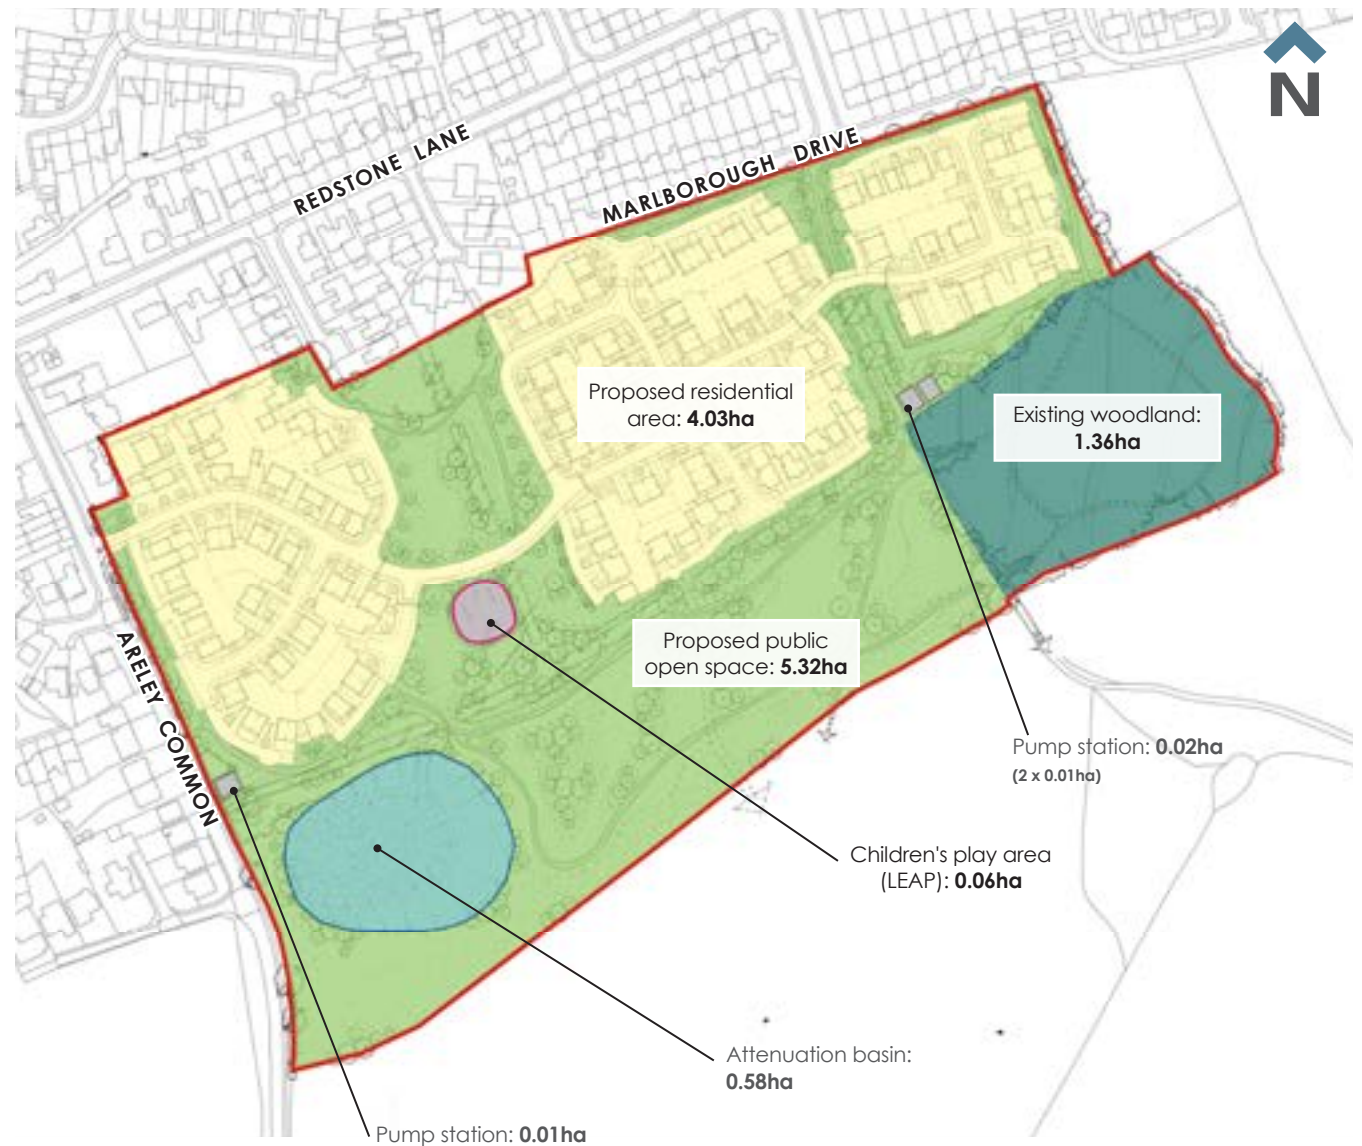 N
REDSTONE LANE
MARLBOROUGH DRIVE
Proposed residential
area: 4.03ha
Existing woodland:
1.36ha
Proposed public
open space: 5.32ha
ARELEY COMMON
Pump station: 0.02ha
(2 x 0.01ha)
Children's play area
(LEAP): 0.06ha
Attenuation basin:
0.58ha
Pump station: 0.01ha